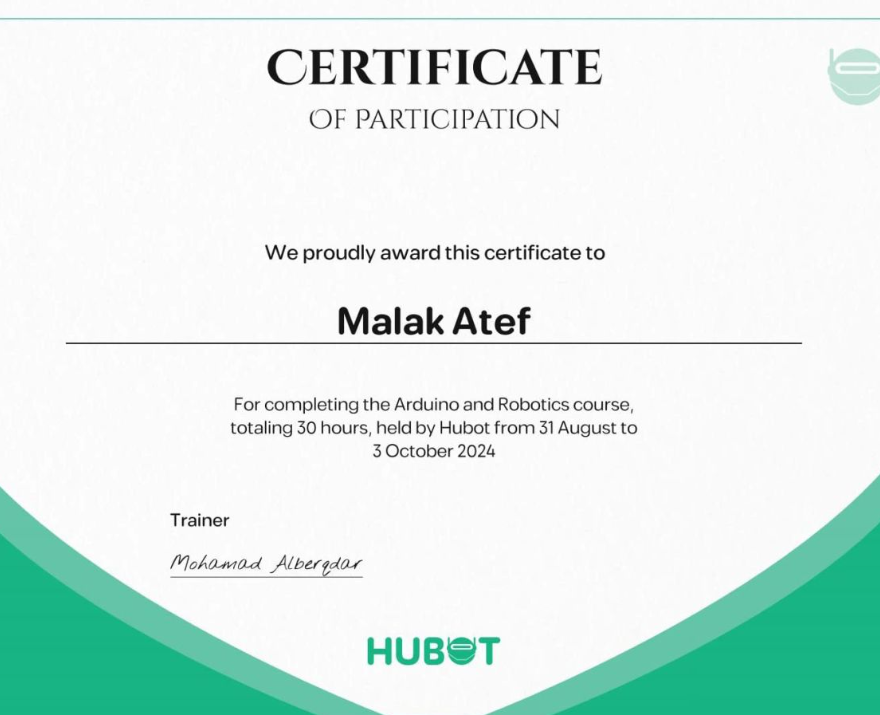 CERTIFICATE
OF PARTICIPATION
We proudly award this certificate to
Malak Atef
For completing the Arduino and Robotics course,
totaling 30 hours, held by Hubot from 31 August to
3 October 2024
Trainer
Mohamad Alberqdar
HUBOT